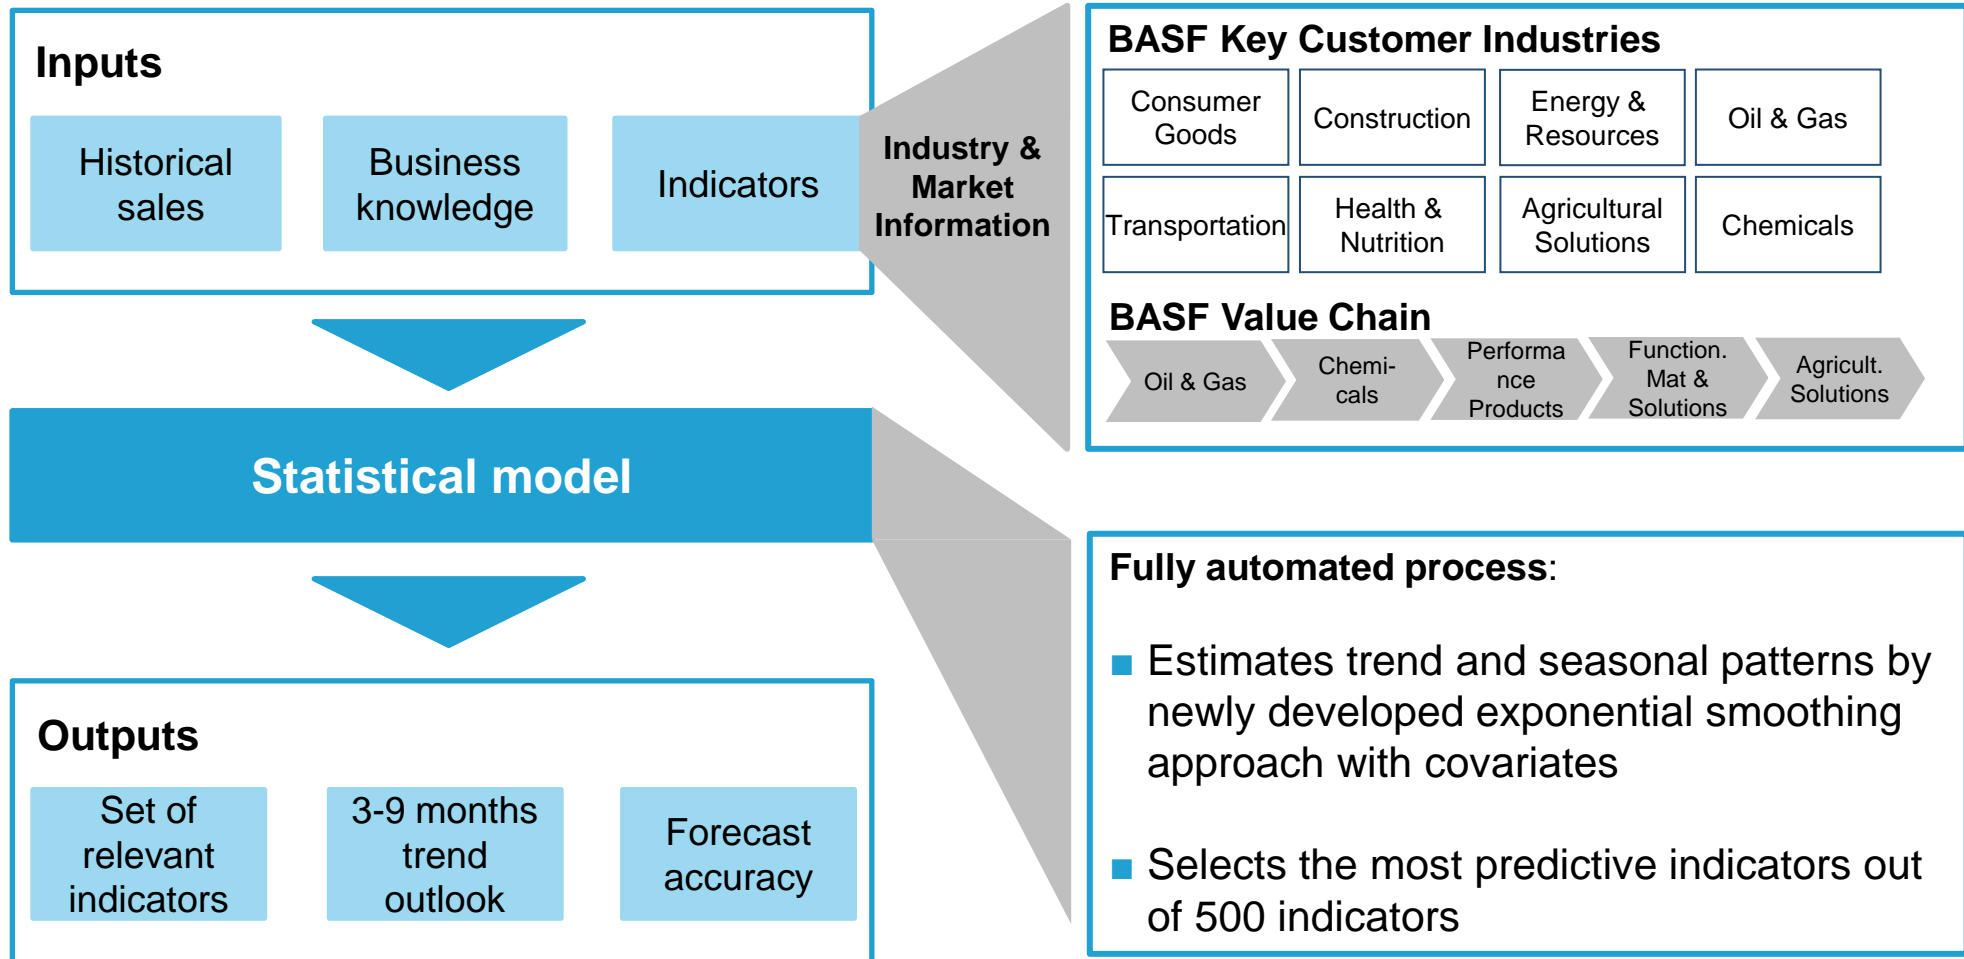 Inputs
Historical
sales
Business
knowledge
Indicators
Industry &
Market
Information
BASF Key Customer Industries
Consumer
Goods
Construction
Energy &
Resources
Oil & Gas
Transportation
Health &
Nutrition
Agricultural
Solutions
Chemicals
BASF Value Chain
Oil & Gas
Chemi-
cals
Performa
nce
Products
Function.
Mat &
Solutions
Agricult.
Solutions
Statistical model
Fully automated process:
Estimates trend and seasonal patterns by
newly developed exponential smoothing
approach with covariates
Selects the most predictive indicators out
of 500 indicators
Outputs
Set of
relevant
indicators
3-9 months
trend
outlook
Forecast
accuracy